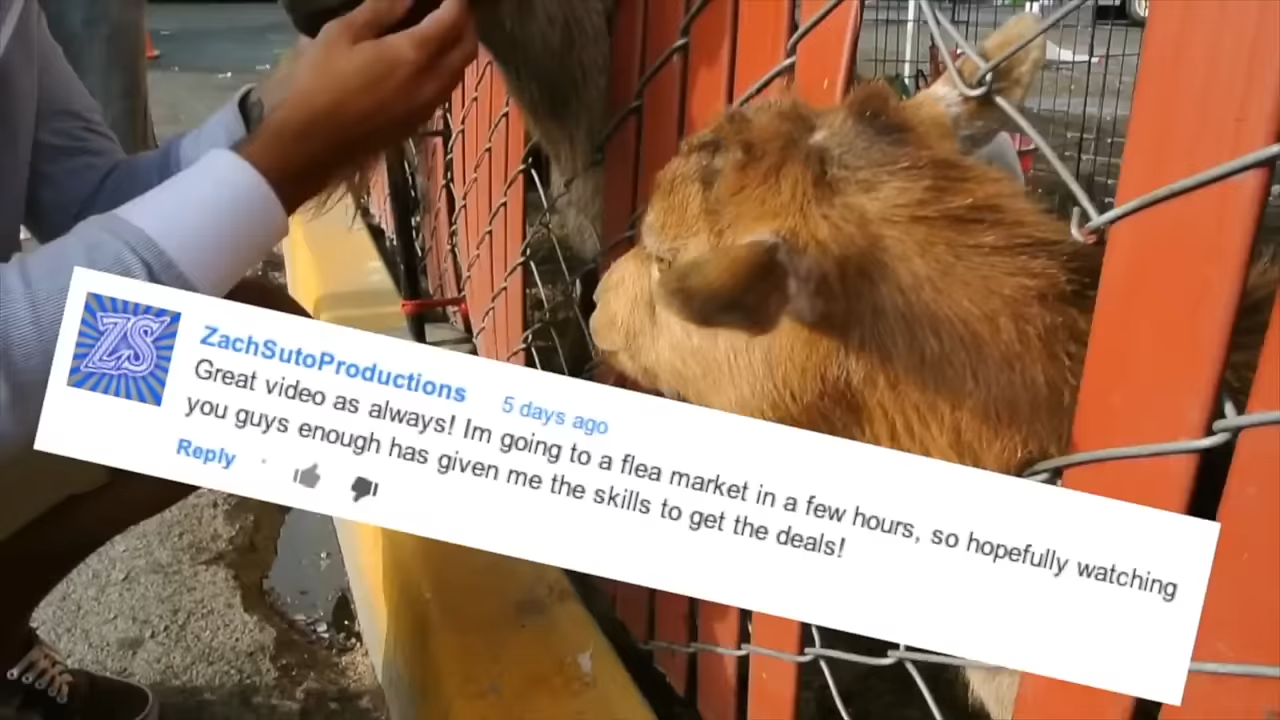 ZS
ZachSutoProductions 5 days ago
Great video as always! Im going to a flea market in a few hours, so hopefully watching
you guys enough has given me the skills to get the deals!
Reply